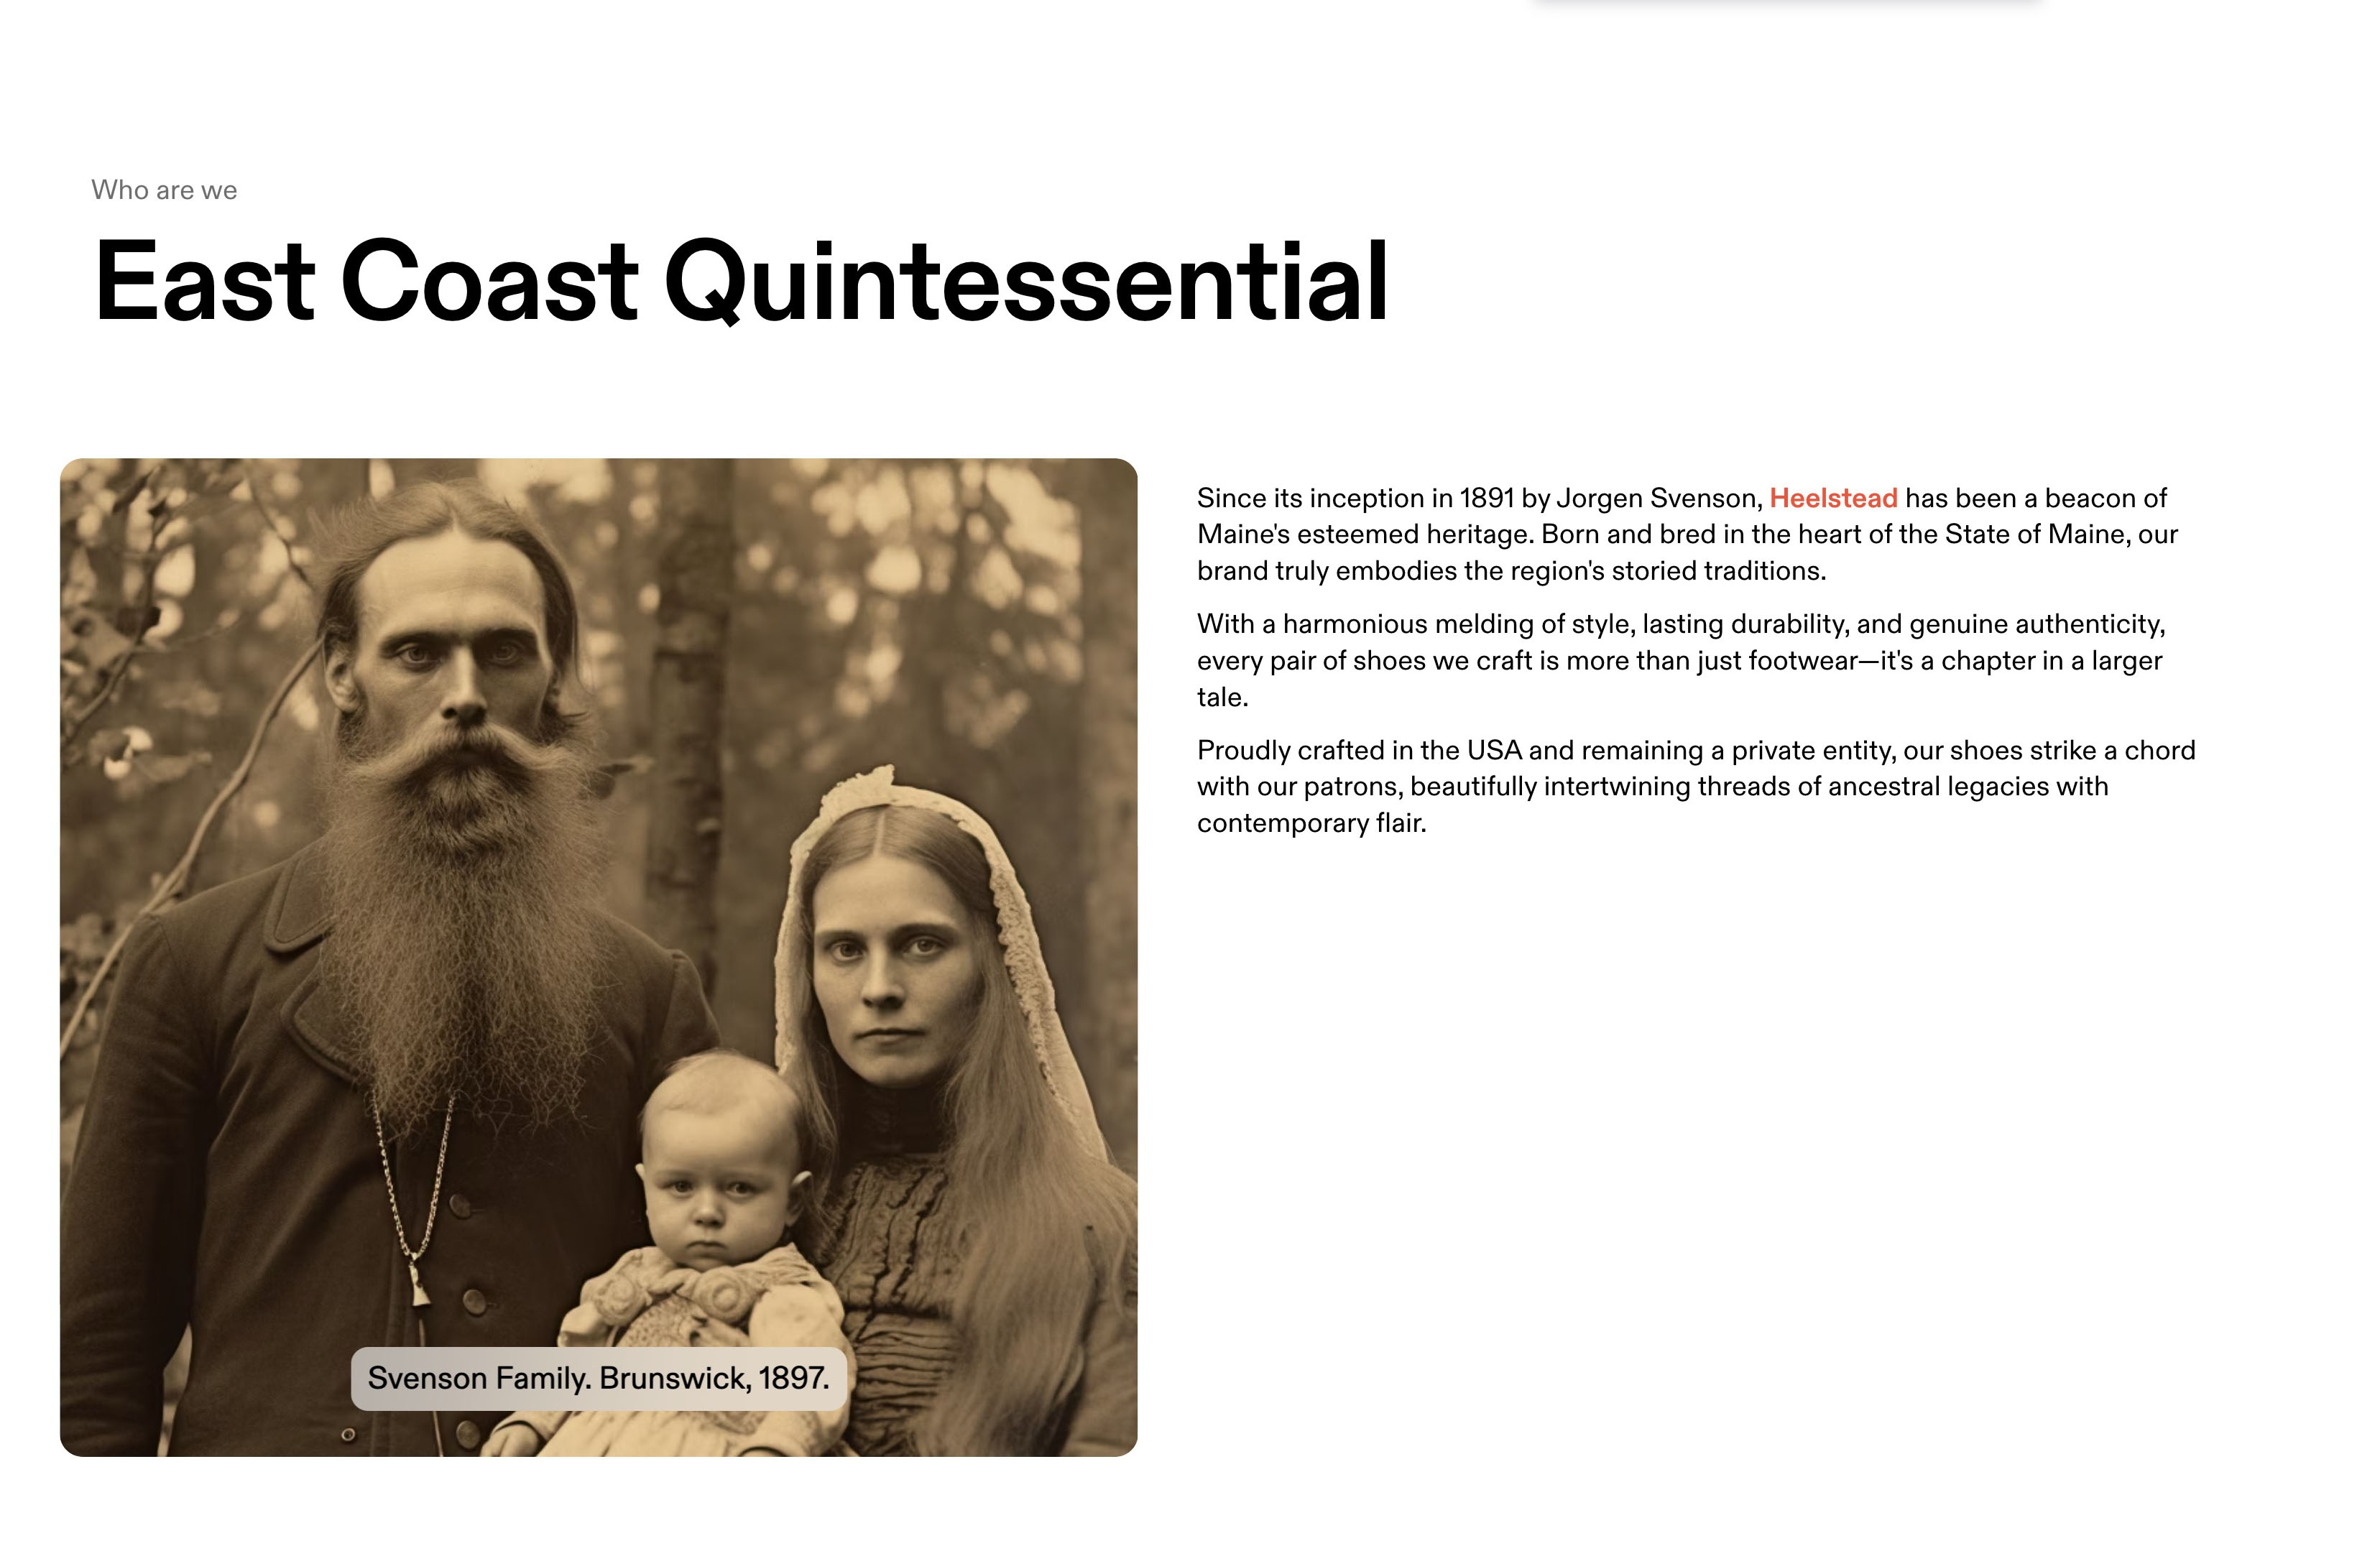 Who are we
East Coast Quintessential
Since its inception in 1891 by Jorgen Svenson, Heelstead has been a beacon of
Maine's esteemed heritage. Born and bred in the heart of the State of Maine, our
brand truly embodies the region's storied traditions.
With a harmonious melding of style, lasting durability, and genuine authenticity,
every pair of shoes we craft is more than just footwear—it's a chapter in a larger
tale.
Proudly crafted in the USA and remaining a private entity, our shoes strike a chord
with our patrons, beautifully intertwining threads of ancestral legacies with
contemporary flair.
Svenson Family. Brunswick, 1897.